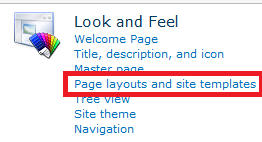 Look and Feel
Welcome Page
Title, description, and icon
Master page
Page layouts and site templates
Tree view
Site theme
Navigation